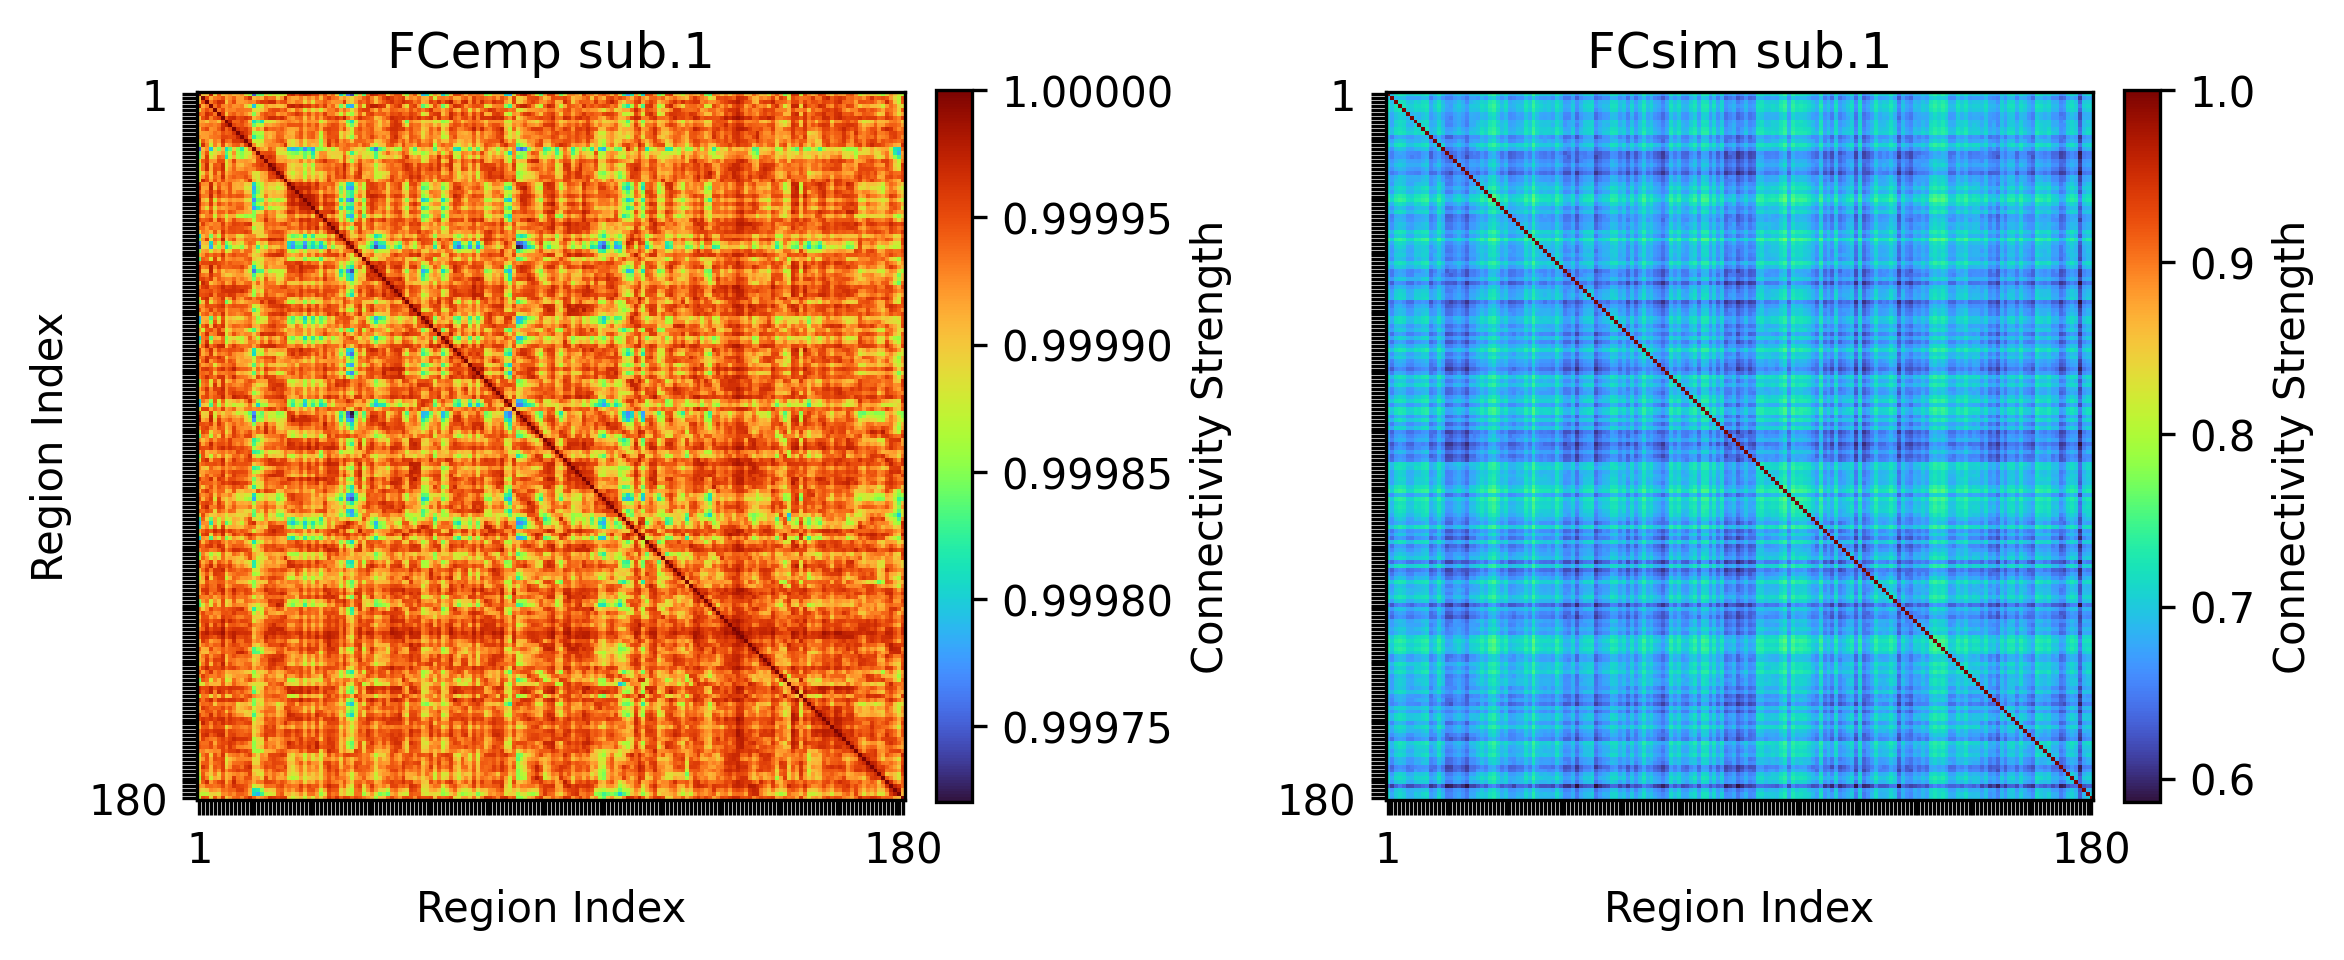 FCemp sub.1
1
180
1
180
Region Index
Region Index
1.00000
0.99995
0.99990
0.99985
0.99980
0.99975
Connectivity Strength
FCsim sub.1
1
180
1
180
Region Index
1.0
0.9
0.8
0.7
0.6
Connectivity Strength